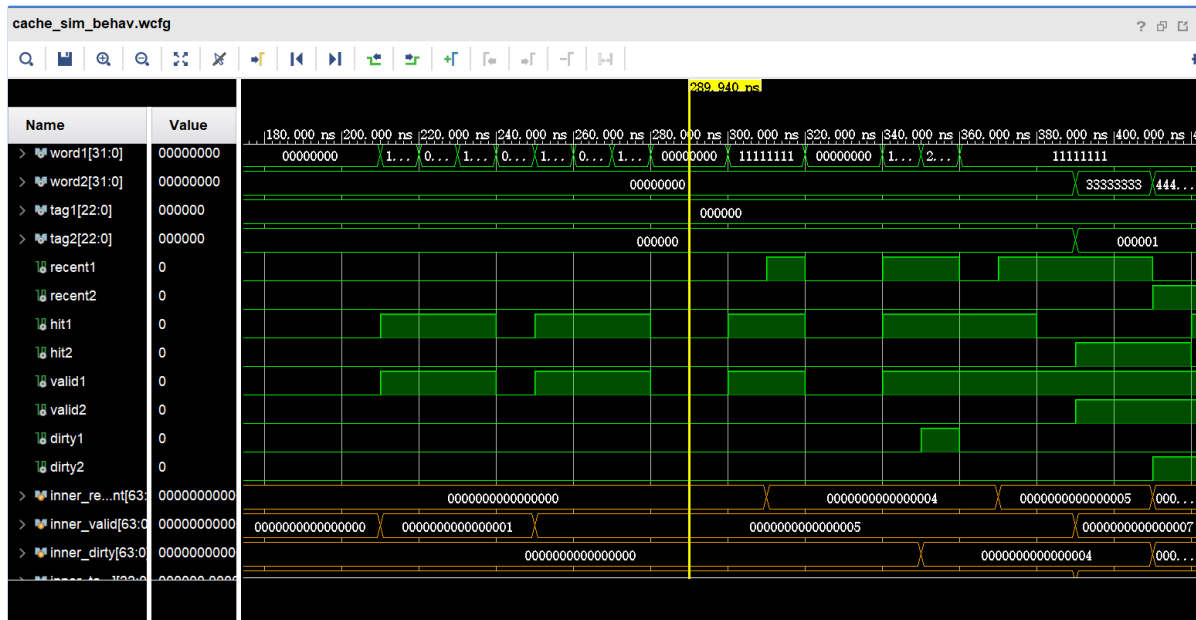 cache_sim_behav.wcfg
?
289.940 ns
Name Value
180.000 ns 200.000 ns 220.000 ns 240.000 ns 260.000 ns 280.000 ns 300.000 ns 320.000 ns 340.000 ns 360.000 ns 380.000 ns 400.000 ns
word1[31:0] 00000000 00000000 1... 0... 1... 0... 1... 0... 1... 00000000 11111111 00000000 1... 2... 11111111
word2[31:0] 00000000 00000000 33333333 444...
tag1[22:0] 000000 000000
tag2[22:0] 000000 000000 000001
recent1 0
recent2 0
hit1 0
hit2 0
valid1 0
valid2 0
dirty1 0
dirty2 0
inner_re...nt[63: 0000000000 0000000000000000 0000000000000004 0000000000000005 000...
inner_valid[63:0 0000000000 0000000000000000 0000000000000001 0000000000000005 0000000000000007
inner_dirty[63:0 0000000000 0000000000000000 0000000000000004 000...